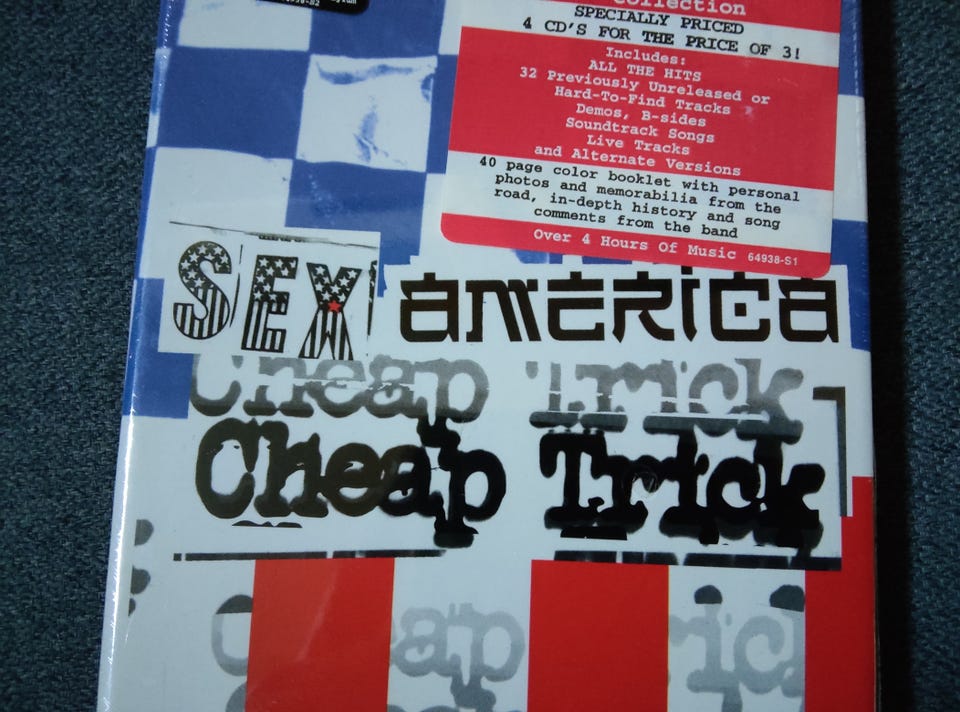 Collection
SPECIALLY PRICED
4 CD'S FOR THE PRICE OF 3!
Includes:
ALL THE HITS
32 Previously Unreleased or
Hard-To-Find Tracks
Demos, B-sides
Soundtrack Songs
Live Tracks
and Alternate Versions
40 page color booklet with personal
photos and memorabilia from the
road, in-depth history and song
comments from the band
Over 4 Hours Of Music 64938-S1
SEX america
Cheap Trick
Cheap Trick